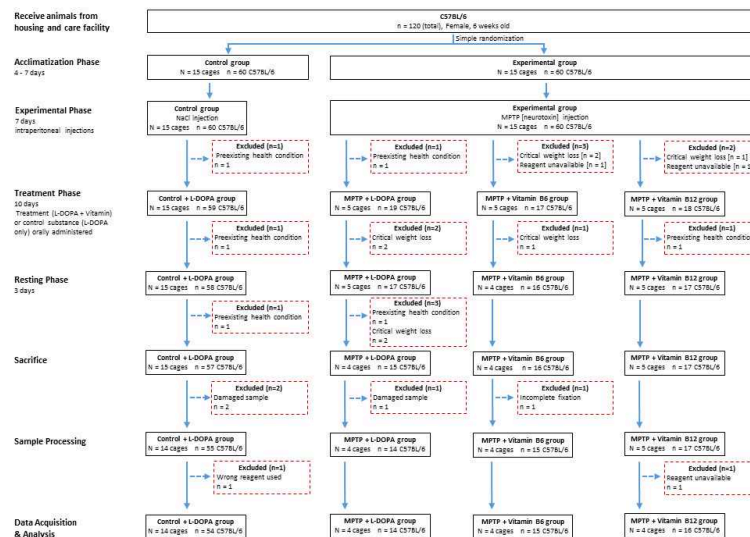 Receive animals from
housing and care facility
C57BL/6
n = 120 (total), Female, 6 weeks old
Simple randomization
Acclimatization Phase
4 - 7 days
Control group
N = 15 cages n = 60 C57BL/6
Experimental group
N = 15 cages n = 60 C57BL/6
Experimental Phase
7 days
intraperitoneal injections
Control group
NaCl injection
N = 15 cages n = 60 C57BL/6
Experimental group
MPTP [neurotoxin] injection
N = 15 cages n = 60 C57BL/6
Excluded (n=1)
Preexisting health condition
n = 1
Excluded (n=1)
Preexisting health condition
n = 1
Excluded (n=3)
Critical weight loss [n = 2]
Reagent unavailable [n = 1]
Excluded (n=2)
Critical weight loss [n = 1]
Reagent unavailable [n = 1
Treatment Phase
10 days
Treatment (L-DOPA + Vitamin)
or control substance (L-DOPA
only) orally administered
Control + L-DOPA group
N = 15 cages n = 59 C57BL/6
MPTP + L-DOPA group
N = 5 cages n = 19 C57BL/6
MPTP + Vitamin B6 group
N = 5 cages n = 17 C57BL/6
MPTP + Vitamin B12 group
N = 5 cages n = 18 C57BL/6
Excluded (n=1)
Preexisting health condition
n = 1
Excluded (n=2)
Critical weight loss
n = 2
Excluded (n=1)
Critical weight loss
n = 1
Excluded (n=1)
Preexisting health condition
n = 1
Resting Phase
3 days
Control + L-DOPA group
N = 15 cages n = 58 C57BL/6
MPTP + L-DOPA group
N = 5 cages n = 17 C57BL/6
MPTP + Vitamin B6 group
N = 4 cages n = 16 C57BL/6
MPTP + Vitamin B12 group
N = 5 cages n = 17 C57BL/6
Excluded (n=1)
Preexisting health condition
n = 1
Excluded (n=3)
Preexisting health condition
n = 1
Critical weight loss
n = 2
Sacrifice
Control + L-DOPA group
N = 15 cages n = 57 C57BL/6
MPTP + L-DOPA group
N = 4 cages n = 15 C57BL/6
MPTP + Vitamin B6 group
N = 4 cages n = 16 C57BL/6
MPTP + Vitamin B12 group
N = 5 cages n = 17 C57BL/6
Excluded (n=2)
Damaged sample
n = 2
Excluded (n=1)
Damaged sample
n = 1
Excluded (n=1)
Incomplete fixation
n = 1
Sample Processing
Control + L-DOPA group
N = 14 cages n = 55 C57BL/6
MPTP + L-DOPA group
N = 4 cages n = 14 C57BL/6
MPTP + Vitamin B6 group
N = 4 cages n = 15 C57BL/6
MPTP + Vitamin B12 group
N = 5 cages n = 17 C57BL/6
Excluded (n=1)
Wrong reagent used
n = 1
Excluded (n=1)
Reagent unavailable
n = 1
Data Acquisition
& Analysis
Control + L-DOPA group
N = 14 cages n = 54 C57BL/6
MPTP + L-DOPA group
N = 4 cages n = 14 C57BL/6
MPTP + Vitamin B6 group
N = 4 cages n = 15 C57BL/6
MPTP + Vitamin B12 group
N = 4 cages n = 16 C57BL/6